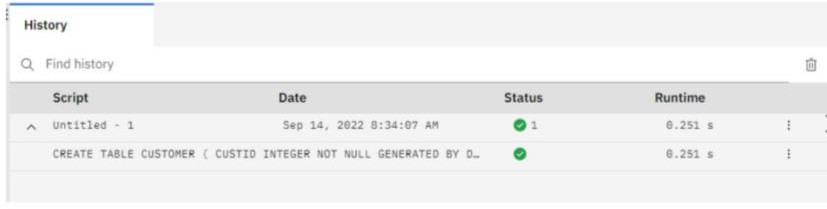 History
Find history
Script Date Status Runtime
Untitled - 1 Sep 14, 2022 8:34:07 AM 1 0.251 s
CREATE TABLE CUSTOMER ( CUSTID INTEGER NOT NULL GENERATED BY D… 0.251 s